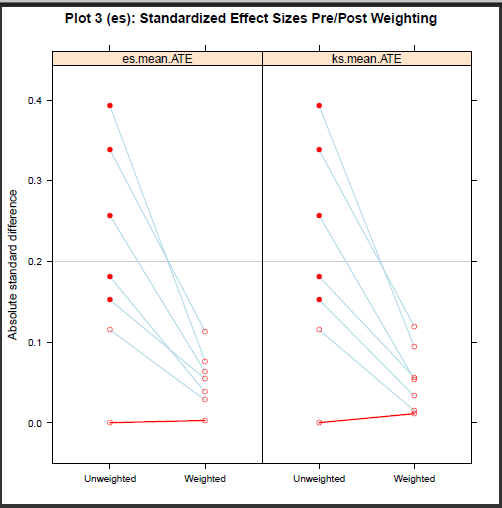 Plot 3 (es): Standardized Effect Sizes Pre/Post Weighting
es.mean.ATE
ks.mean.ATE
Absolute standard difference
0.4
0.3
0.2
0.1
0.0
Unweighted
Weighted
Unweighted
Weighted